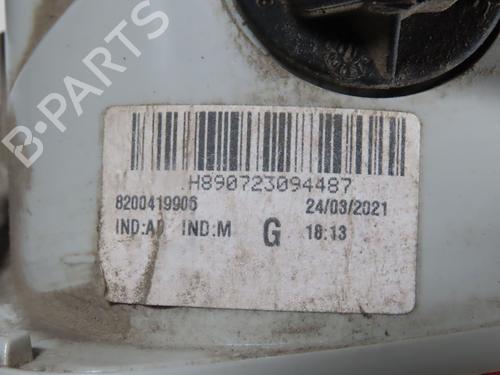 B-PARTS
H890723094487
8200419906 24/03/2021
IND:A0 IND:M G 18:13